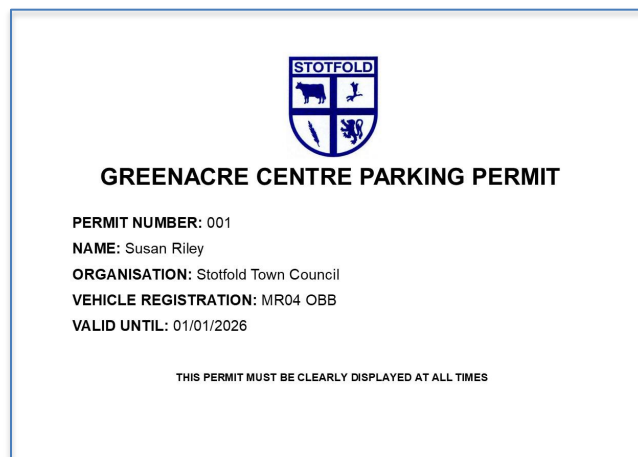 STOTFOLD
GREENACRE CENTRE PARKING PERMIT
PERMIT NUMBER: 001
NAME: Susan Riley
ORGANISATION: Stotfold Town Council
VEHICLE REGISTRATION: MR04 OBB
VALID UNTIL: 01/01/2026
THIS PERMIT MUST BE CLEARLY DISPLAYED AT ALL TIMES